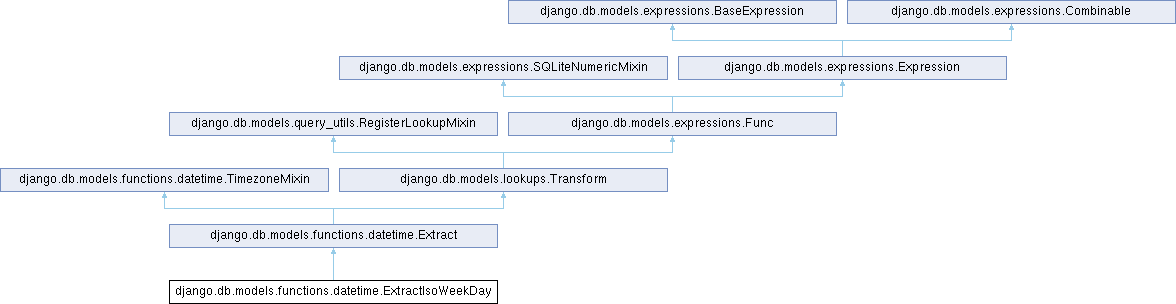 django.db.models.expressions.BaseExpression
django.db.models.expressions.Combinable
django.db.models.expressions.SQLiteNumericMixin
django.db.models.expressions.Expression
django.db.models.query_utils.RegisterLookupMixin
django.db.models.expressions.Func
django.db.models.functions.datetime.TimezoneMixin
django.db.models.lookups.Transform
django.db.models.functions.datetime.Extract
django.db.models.functions.datetime.ExtractIsoWeekDay